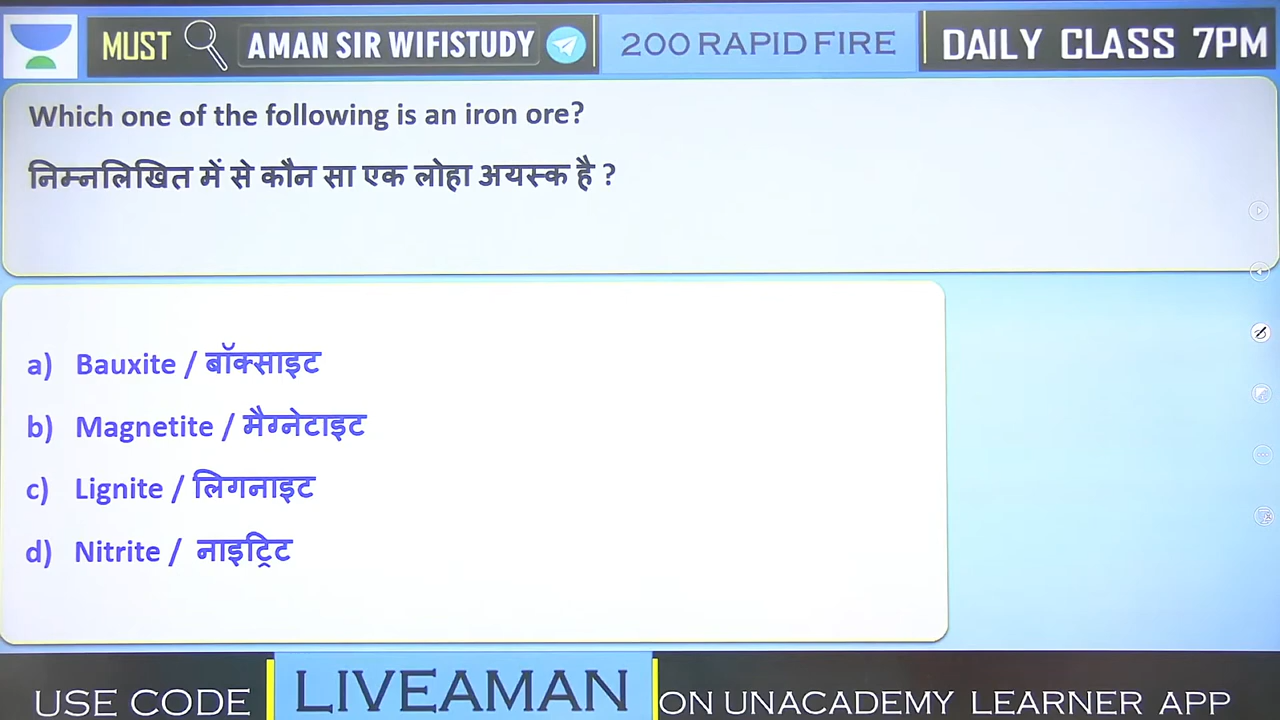 MUST AMAN SIR WIFISTUDY 200 RAPID FIRE DAILY CLASS 7PM
Which one of the following is an iron ore?
निम्नलिखित में से कौन सा एक लोहा अयस्क है ?
a) Bauxite / बॉक्साइट
b) Magnetite / मैग्नेटाइट
c) Lignite / लिगनाइट
d) Nitrite / नाइट्रिट
USE CODE LIVEAMAN ON UNACADEMY LEARNER APP